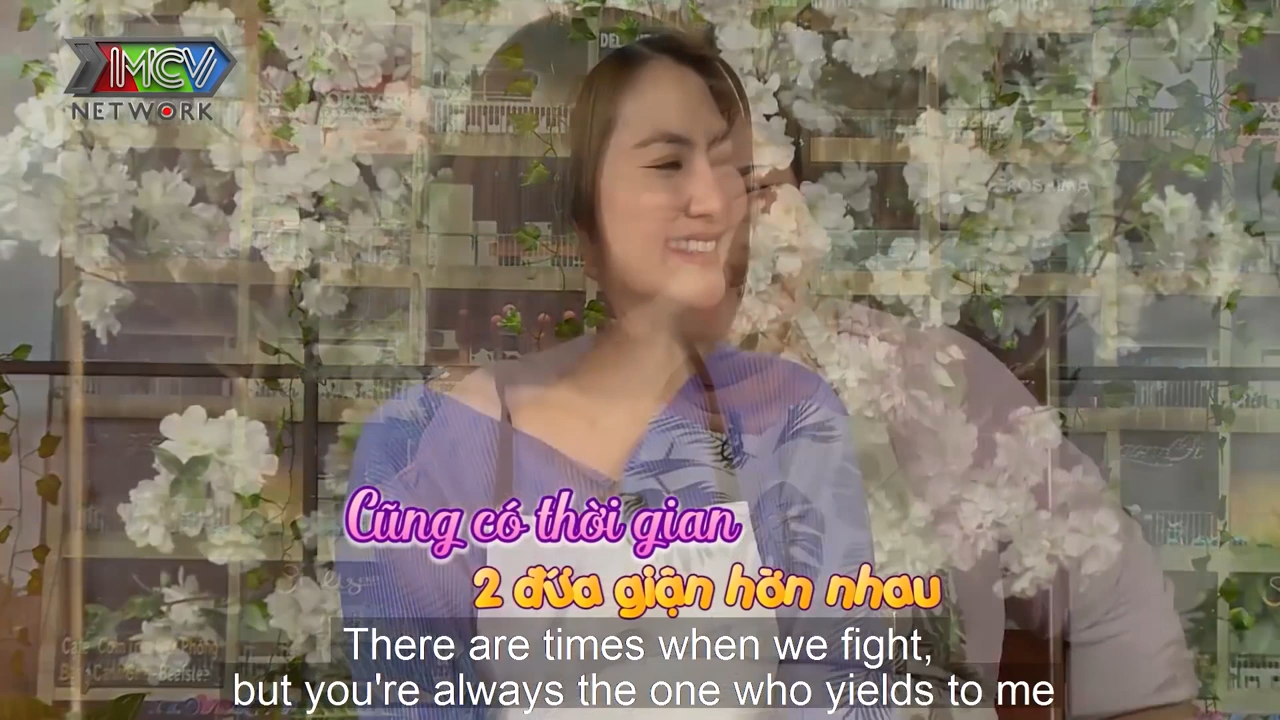 MCV
NETWORK
FOREVER
Cũng có thời gian
2 đứa giận hờn nhau
There are times when we fight,
but you're always the one who yields to me